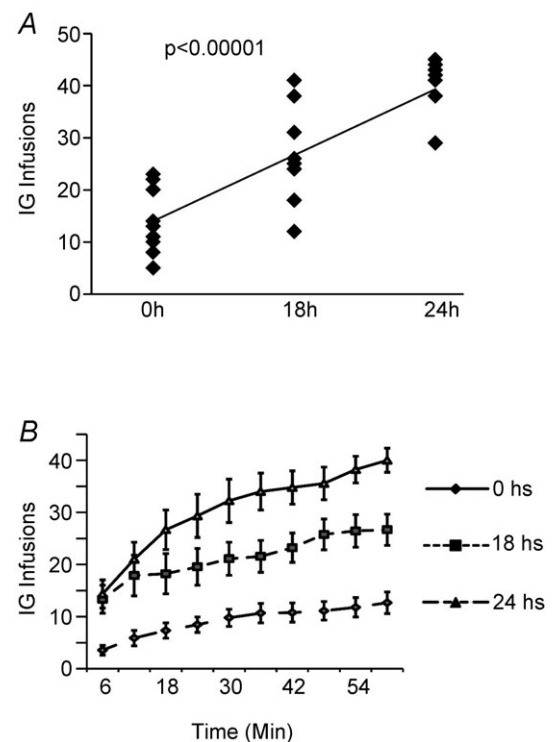 A
p<0.00001
IG Infusions
50
40
30
20
10
0
0h 18h 24h
B
IG Infusions
40
30
20
10
0
6 18 30 42 54
Time (Min)
0 hs
18 hs
24 hs